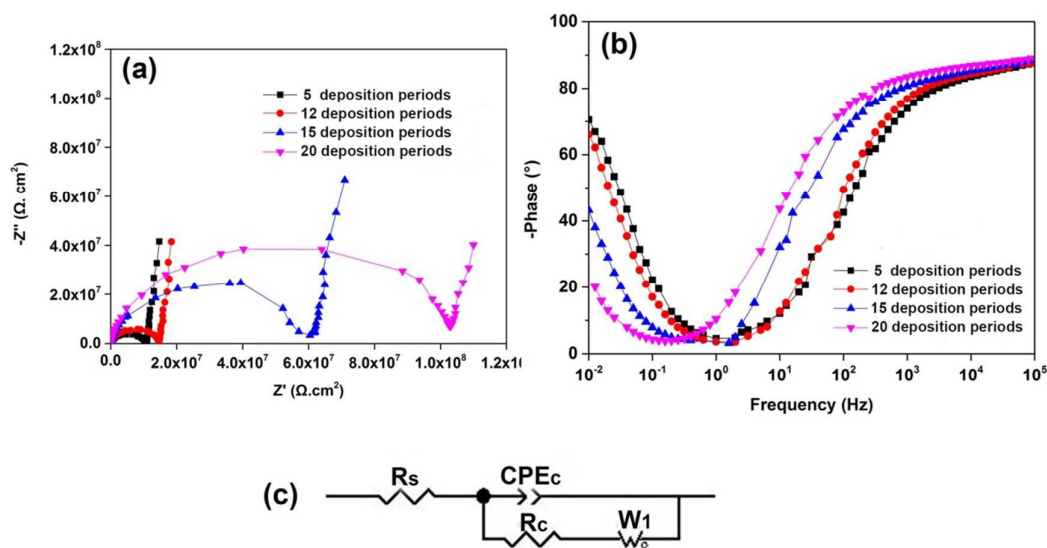 (a)
1.2x10⁸
1.0x10⁸
8.0x10⁷
6.0x10⁷
4.0x10⁷
2.0x10⁷
0.0
-Z'' (Ω. cm²)
5 deposition periods
12 deposition periods
15 deposition periods
20 deposition periods
0.0 2.0x10⁷ 4.0x10⁷ 6.0x10⁷ 8.0x10⁷ 1.0x10⁸
Z' (Ω.cm²)
(b)
100
80
60
40
20
0
-Phase (°)
5 deposition periods
12 deposition periods
15 deposition periods
20 deposition periods
10⁻² 10⁻¹ 10⁰ 10¹ 10² 10³ 10⁴ 10⁵
Frequency (Hz)
(c)
Rs CPEc
Rc W1